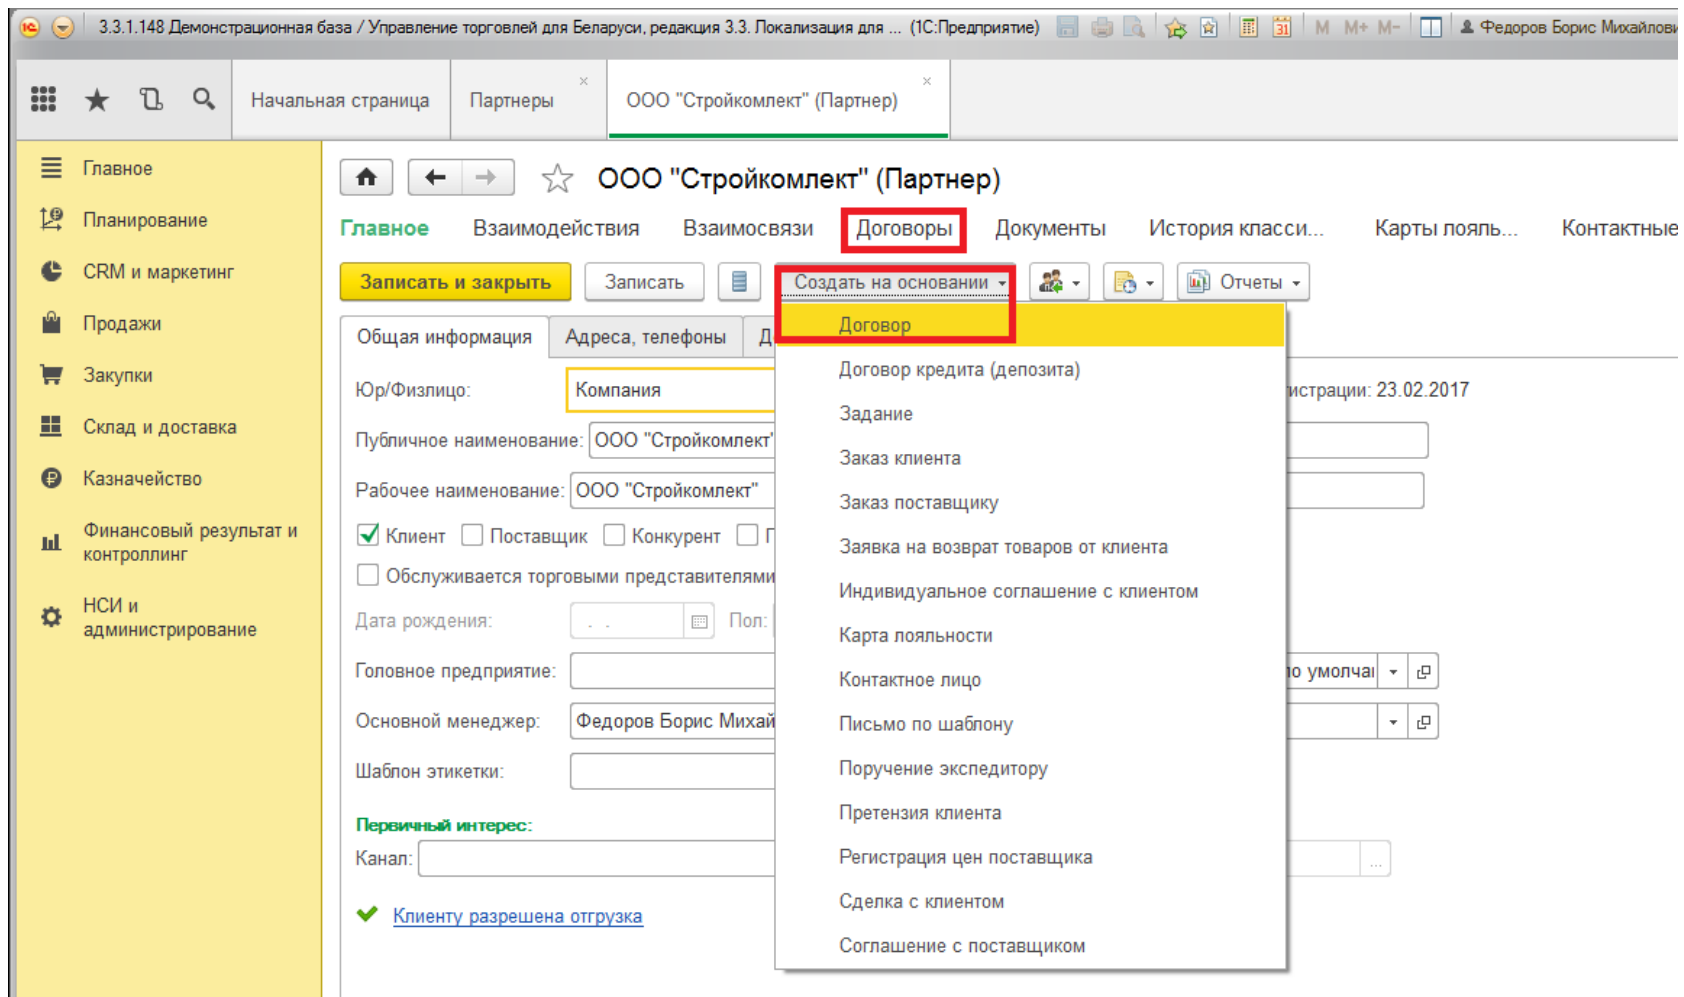 1С 3.3.1.148 Демонстрационная база / Управление торговлей для Беларуси, редакция 3.3. Локализация для ... (1С:Предприятие) 31 M M+ M- Федоров Борис Михайлови
Начальная страница Партнеры × ООО "Стройкомлект" (Партнер) ×
Главное
Планирование
CRM и маркетинг
Продажи
Закупки
Склад и доставка
Казначейство
Финансовый результат и
контроллинг
НСИ и
администрирование
ООО "Стройкомлект" (Партнер)
Главное Взаимодействия Взаимосвязи Договоры Документы История класси... Карты лояль... Контактные
Записать и закрыть Записать Создать на основании Отчеты
Общая информация Адреса, телефоны Д
Юр/Физлицо: Компания истрации: 23.02.2017
Публичное наименование: ООО "Стройкомлект"
Рабочее наименование: ООО "Стройкомлект"
Клиент Поставщик Конкурент
Обслуживается торговыми представителями
Дата рождения: . . Пол:
Головное предприятие: по умолчаı
Основной менеджер: Федоров Борис Михай
Шаблон этикетки:
Первичный интерес:
Канал: ...
Клиенту разрешена отгрузка
Договор
Договор кредита (депозита)
Задание
Заказ клиента
Заказ поставщику
Заявка на возврат товаров от клиента
Индивидуальное соглашение с клиентом
Карта лояльности
Контактное лицо
Письмо по шаблону
Поручение экспедитору
Претензия клиента
Регистрация цен поставщика
Сделка с клиентом
Соглашение с поставщиком